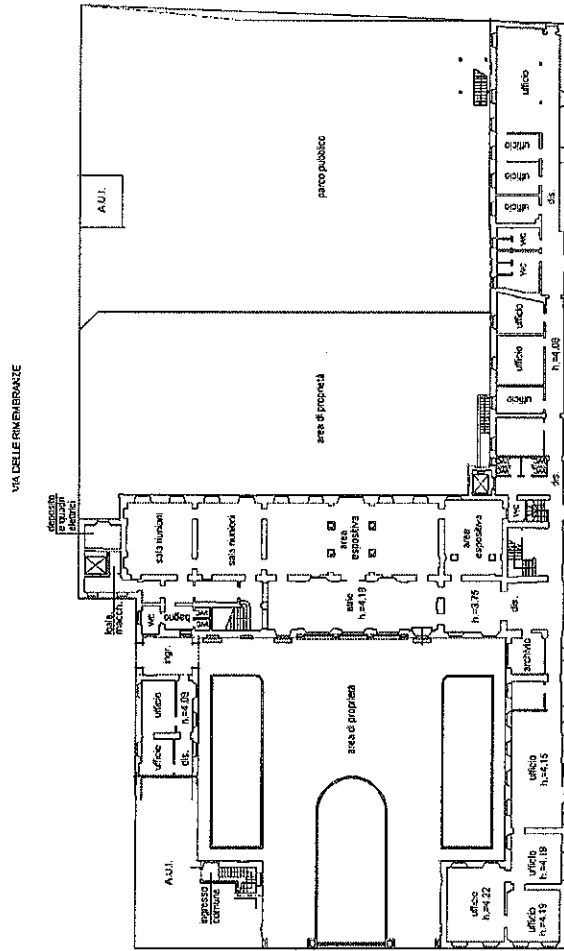 VIA DELLE RIMEMBRANZE
deposito
e quadri
elettrici
locale
macch.
A.U.I.
A.U.I.
ufficio
ufficio
dis.
h.=4.09
ingr.
wc
bagno
sala riunioni
sala riunioni
ingresso
comune
area di proprietà
area di proprietà
parco pubblico
h.=4.18
area
espositiva
h.=3.75
area
espositiva
dis.
ufficio
h.=4.22
ufficio
h.=4.19
ufficio
h.=4.18
ufficio
h.=4.15
archivio
wc
dis.
ufficio
ufficio
ufficio
h.=4.08
wc
wc
ufficio
ufficio
ufficio
ufficio
dis.